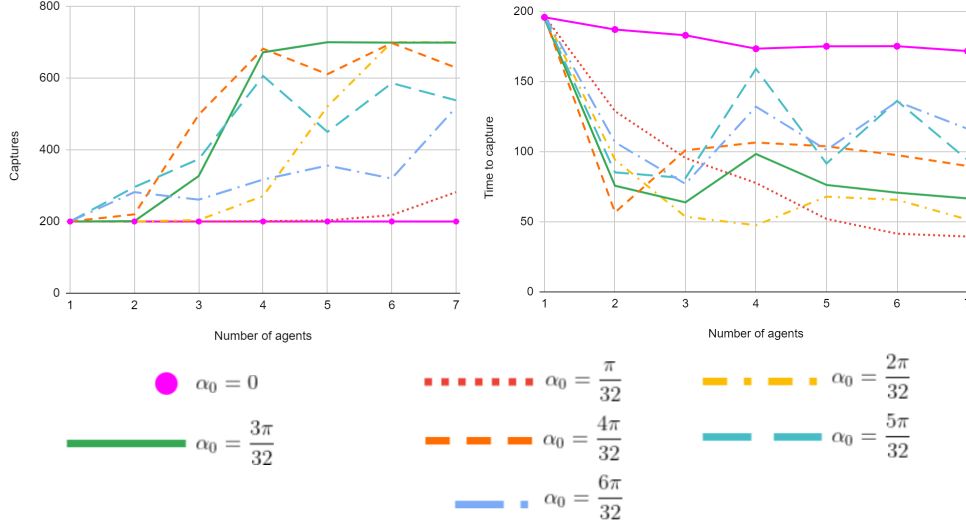 800
600
400
200
0
Captures
1 2 3 4 5 6 7
Number of agents
200
150
100
50
0
Time to capture
1 2 3 4 5 6
Number of agents
α₀ = 0
α₀ = π/32
α₀ = 2π/32
α₀ = 3π/32
α₀ = 4π/32
α₀ = 5π/32
α₀ = 6π/32